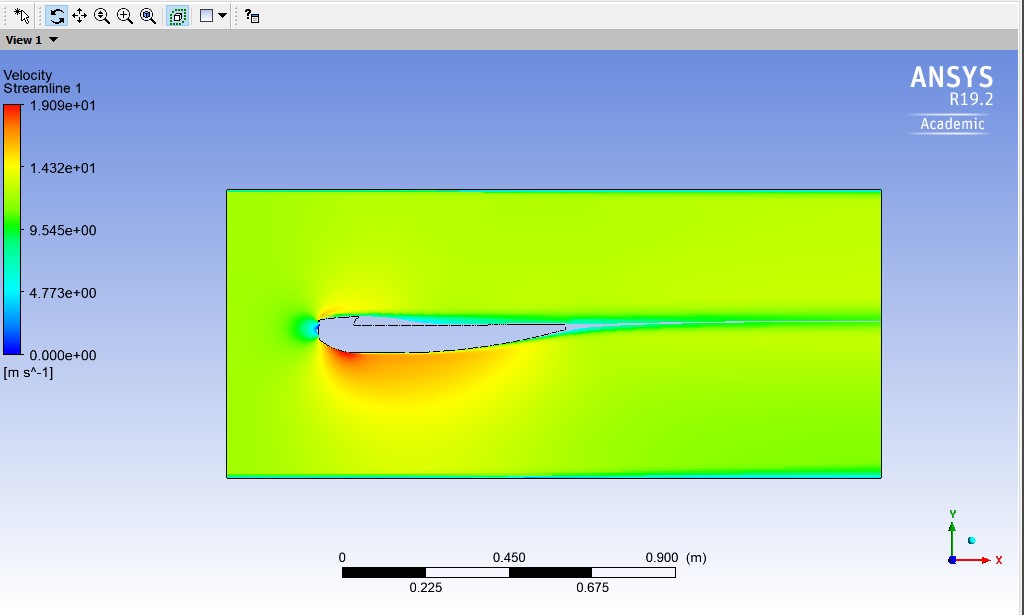 View 1
Velocity
Streamline 1
1.909e+01
1.432e+01
9.545e+00
4.773e+00
0.000e+00
[m s^-1]
ANSYS
R19.2
Academic
0 0.450 0.900 (m)
0.225 0.675
Y
X